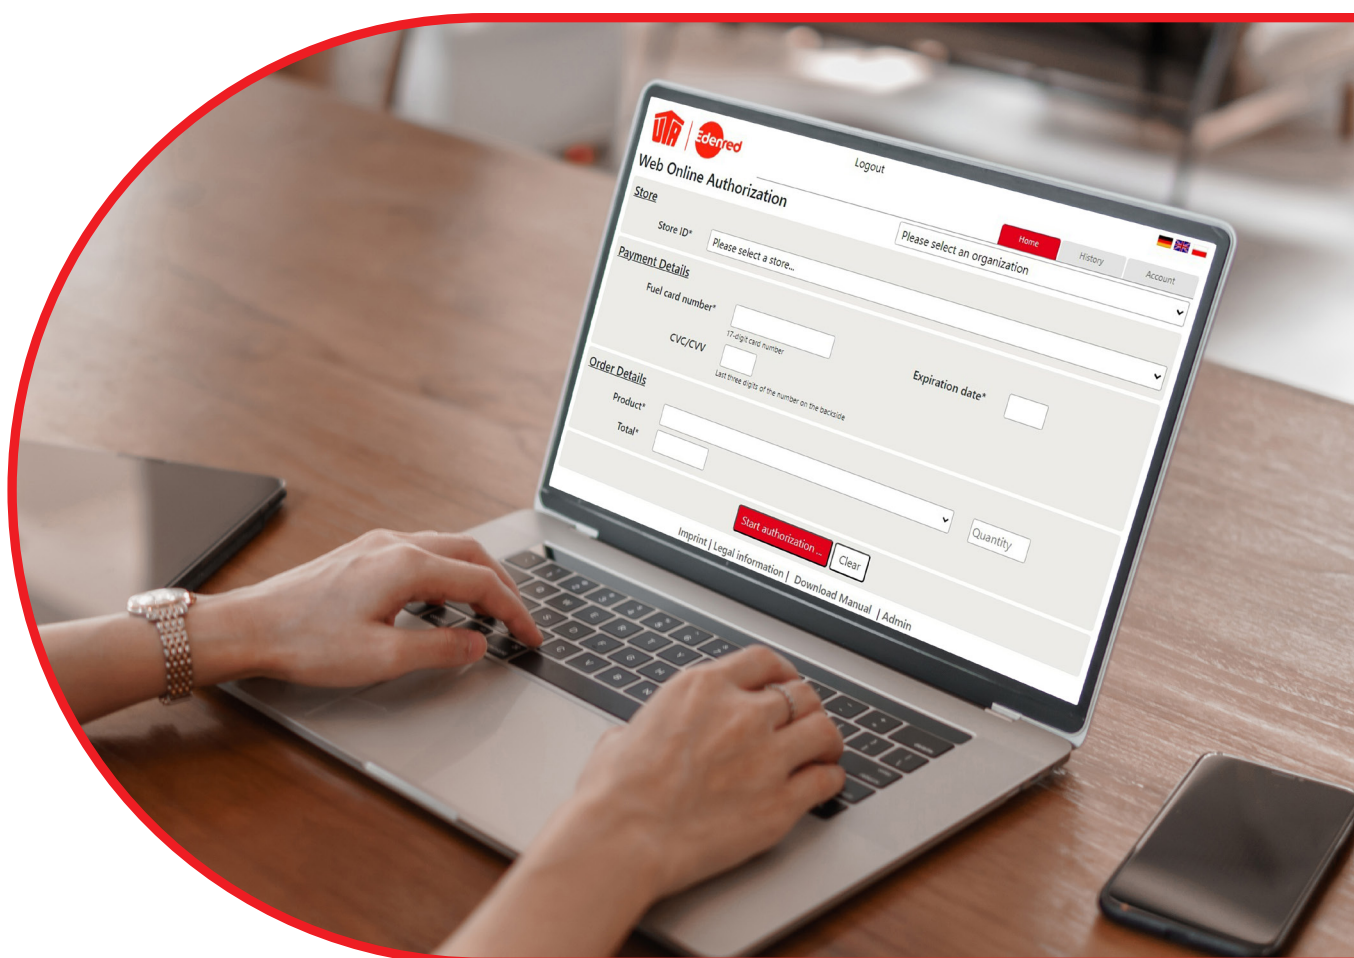 UTA Edenred
Logout
Web Online Authorization
Please select an organization
Home
History
Account
Store
Store ID*
Please select a store...
Payment Details
Fuel card number*
17-digit card number
Expiration date*
CVC/CVV
Last three digits of the number on the backside
Order Details
Product*
Quantity
Total*
Start authorization ...
Clear
Imprint | Legal information | Download Manual | Admin